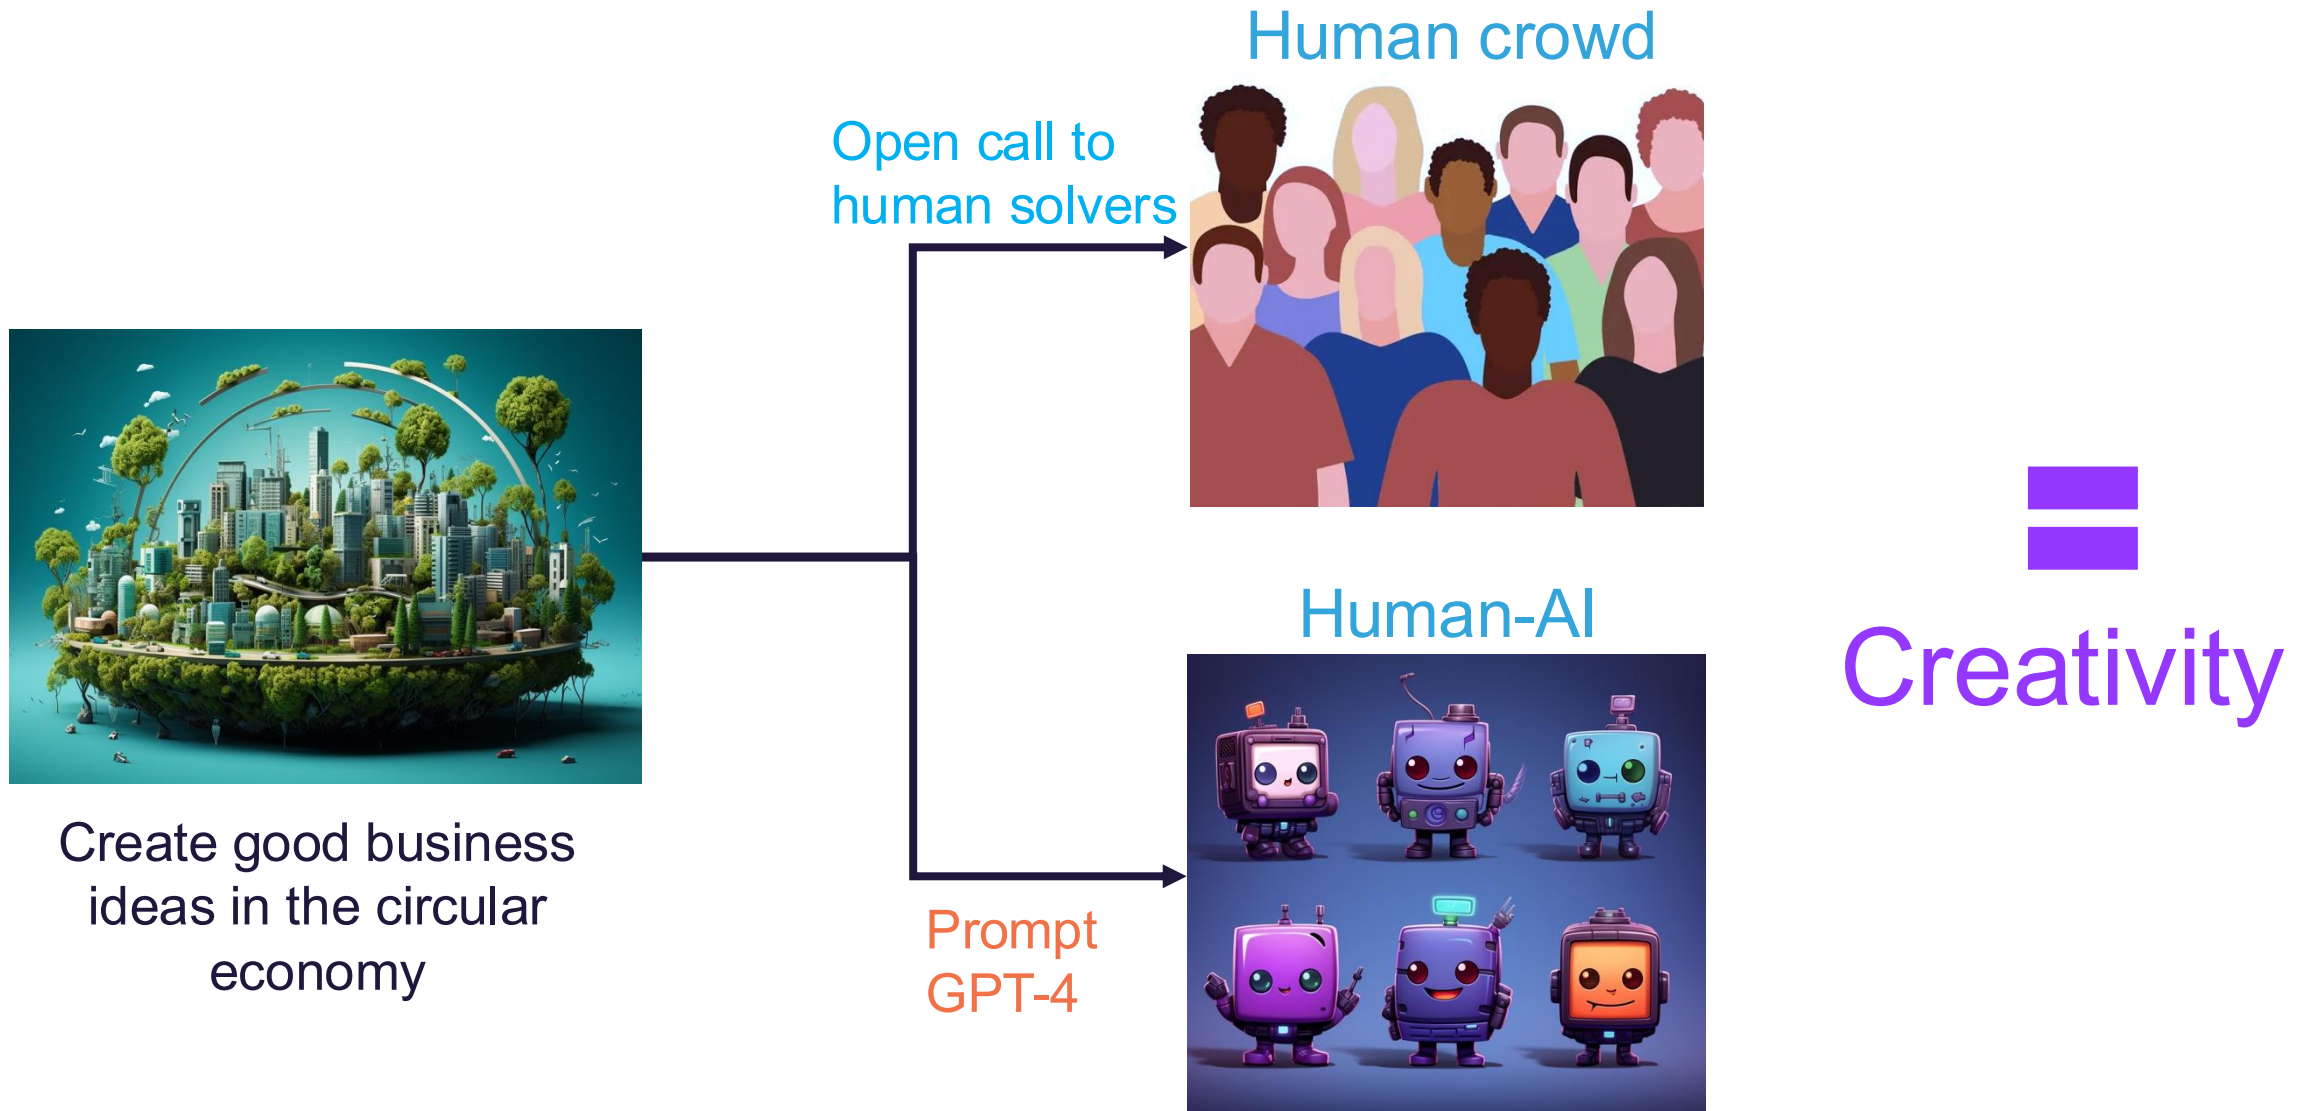 Human crowd
Open call to
human solvers
Create good business
ideas in the circular
economy
Human-AI
Prompt
GPT-4
=
Creativity